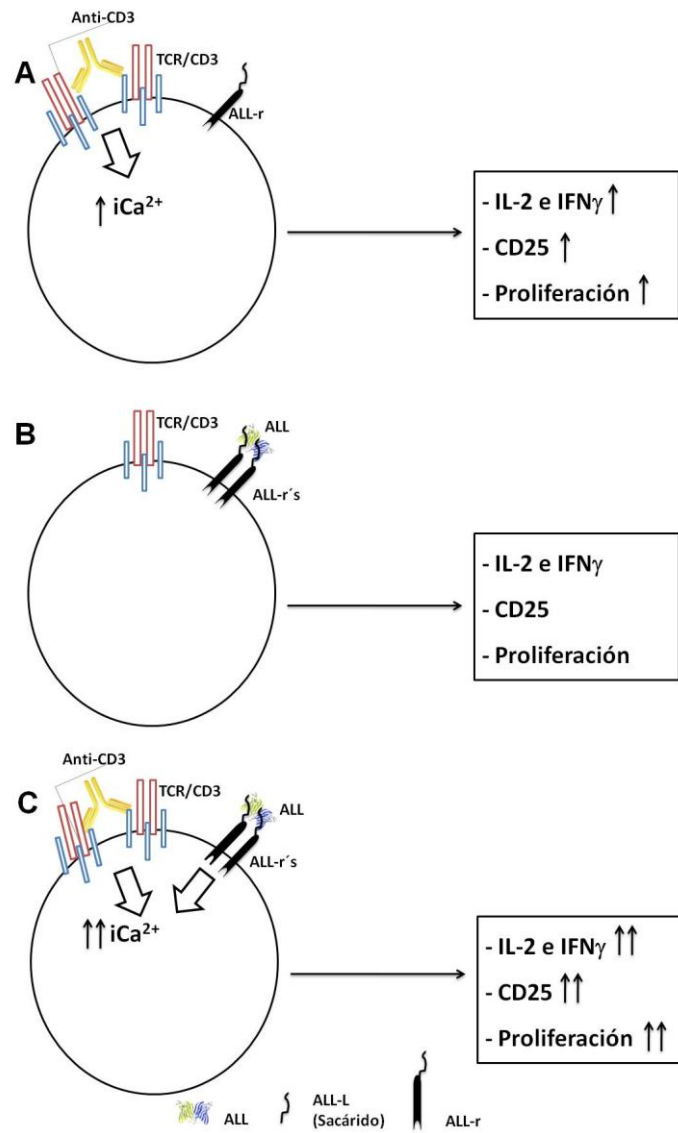 Anti-CD3
A
TCR/CD3
ALL-r
↑ iCa²⁺
- IL-2 e IFNγ ↑
- CD25 ↑
- Proliferación ↑
B
TCR/CD3
ALL
ALL-r´s
- IL-2 e IFNγ
- CD25
- Proliferación
Anti-CD3
C
TCR/CD3
ALL
ALL-r´s
↑↑ iCa²⁺
- IL-2 e IFNγ ↑↑
- CD25 ↑↑
- Proliferación ↑↑
ALL
ALL-L
(Sacárido)
ALL-r